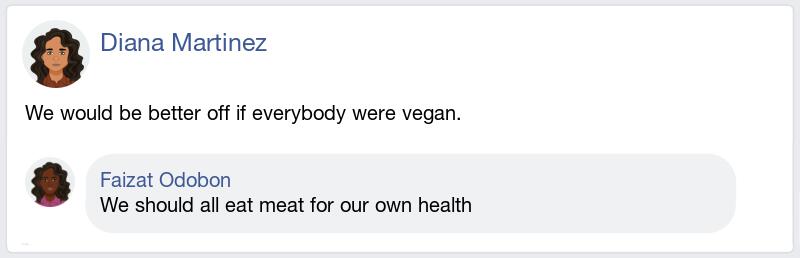 Diana Martinez
We would be better off if everybody were vegan.
Faizat Odobon
We should all eat meat for our own health